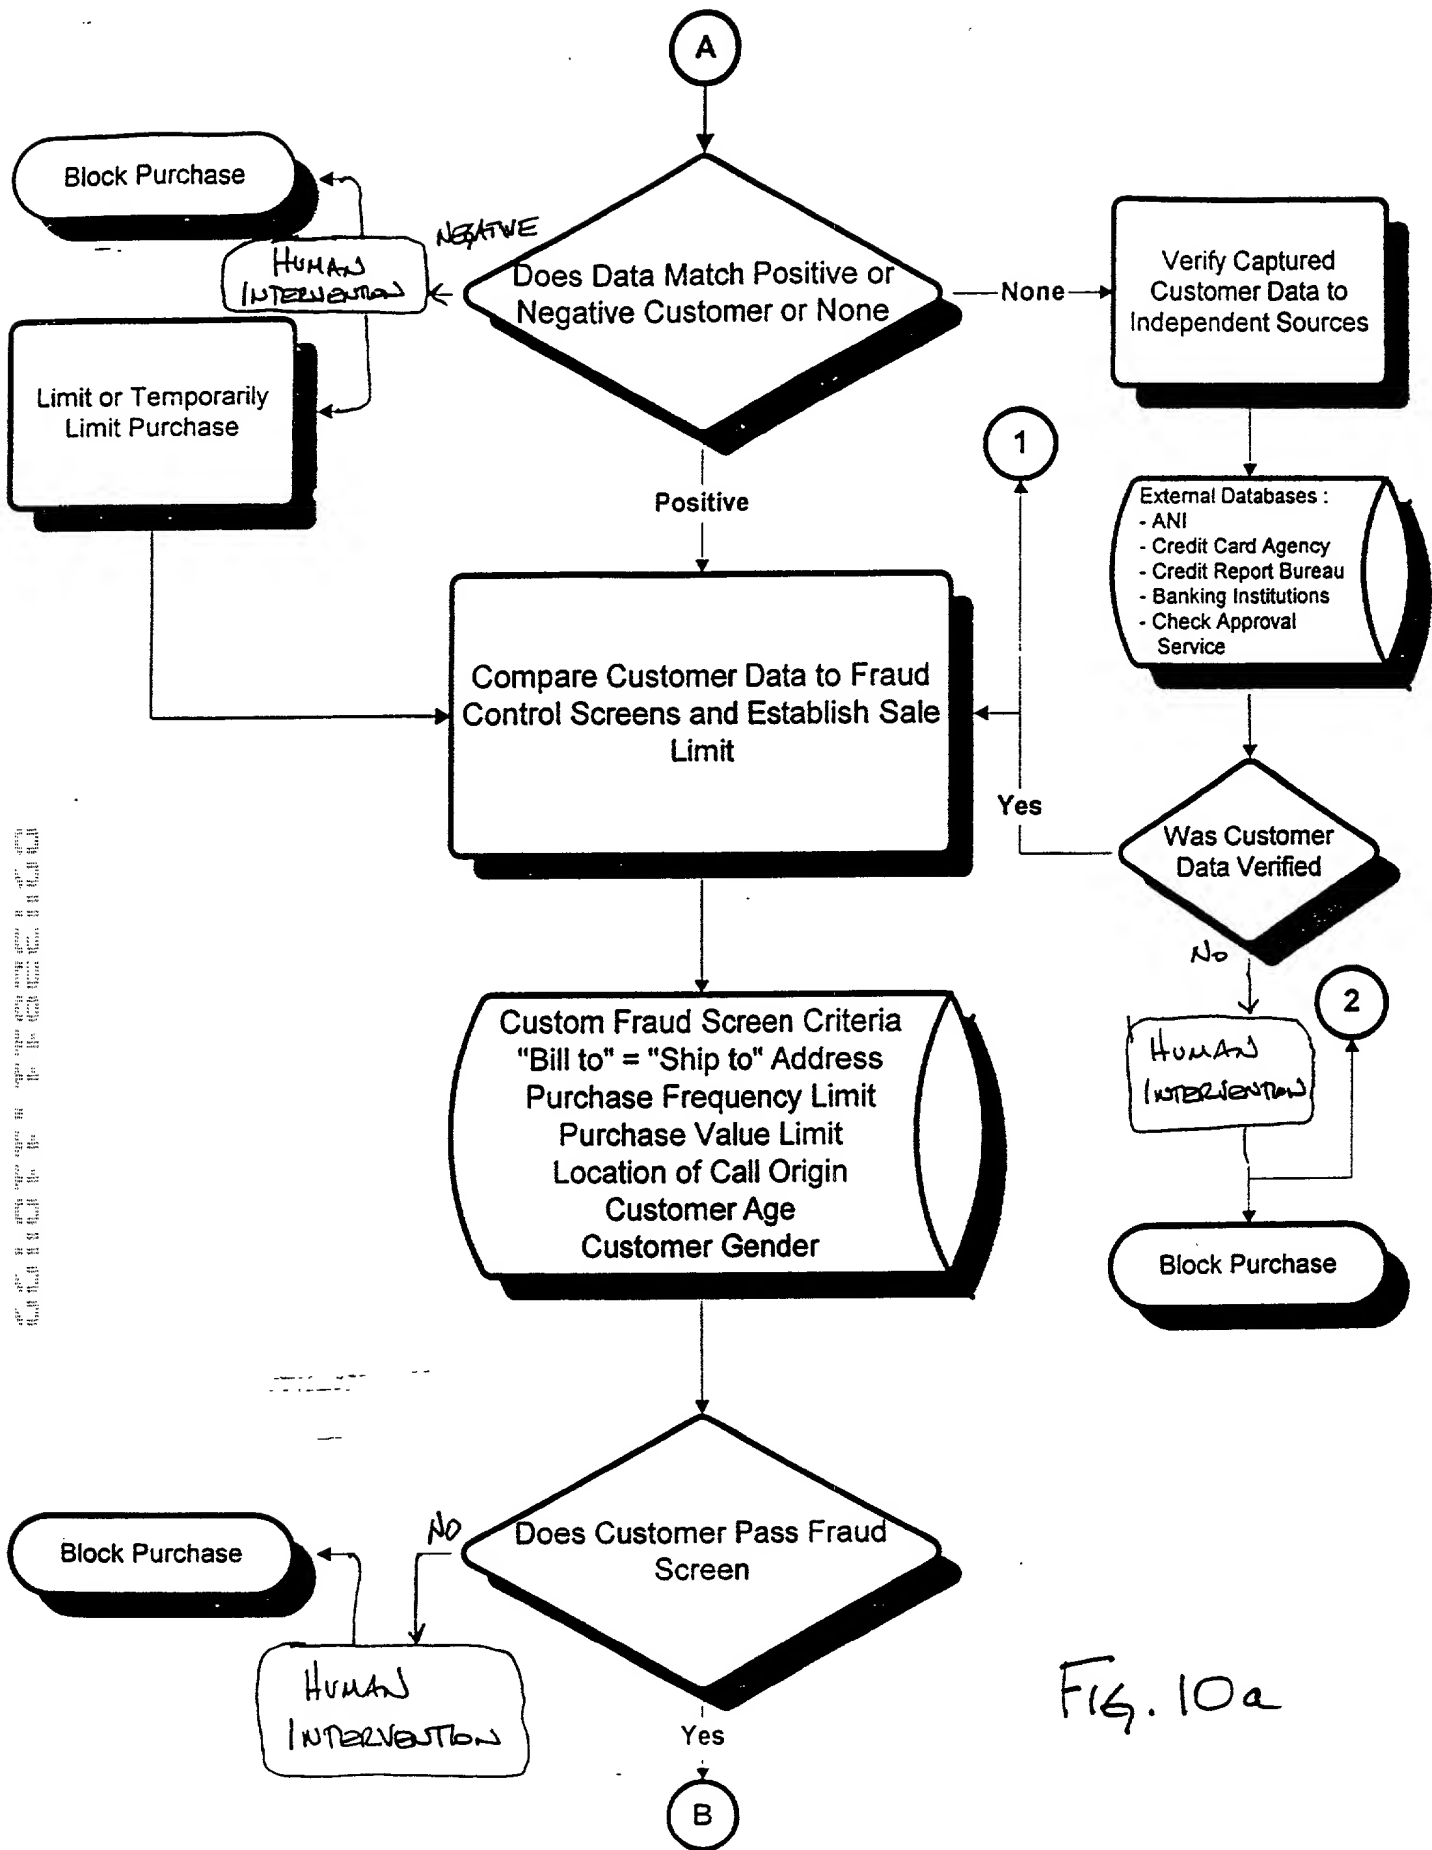 A
Block Purchase
NEGATIVE
HUMAN
INTERVENTION
Does Data Match Positive or
Negative Customer or None
None
Verify Captured
Customer Data to
Independent Sources
Limit or Temporarily
Limit Purchase
1
Positive
External Databases :
- ANI
- Credit Card Agency
- Credit Report Bureau
- Banking Institutions
- Check Approval
Service
Compare Customer Data to Fraud
Control Screens and Establish Sale
Limit
Yes
Was Customer
Data Verified
No
2
HUMAN
INTERVENTION
Custom Fraud Screen Criteria
"Bill to" = "Ship to" Address
Purchase Frequency Limit
Purchase Value Limit
Location of Call Origin
Customer Age
Customer Gender
Block Purchase
Block Purchase
NO
Does Customer Pass Fraud
Screen
HUMAN
INTERVENTION
Yes
B
FIG. 10a